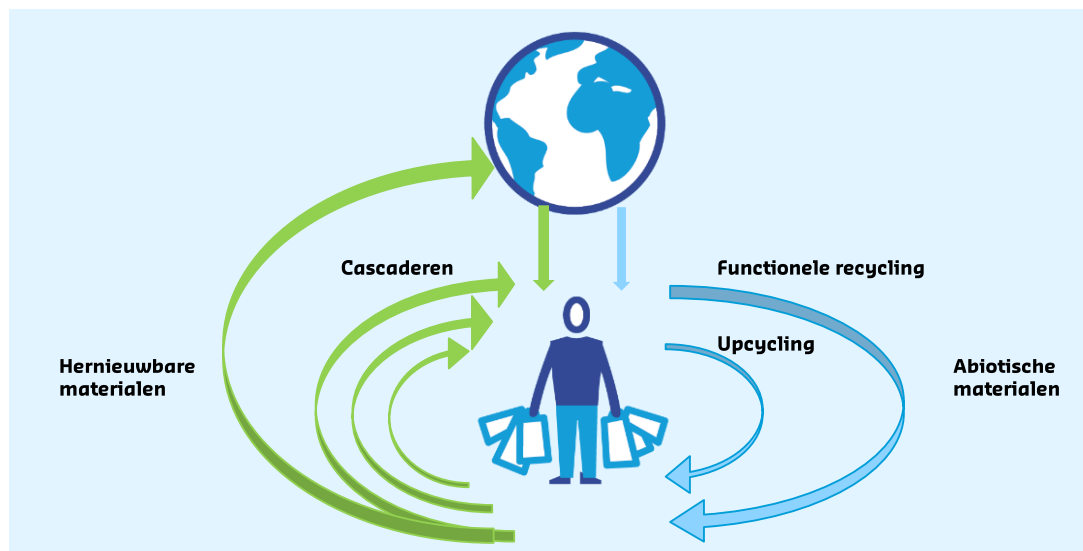 Cascaderen
Functionele recycling
Upcycling
Hernieuwbare
materialen
Abiotische
materialen